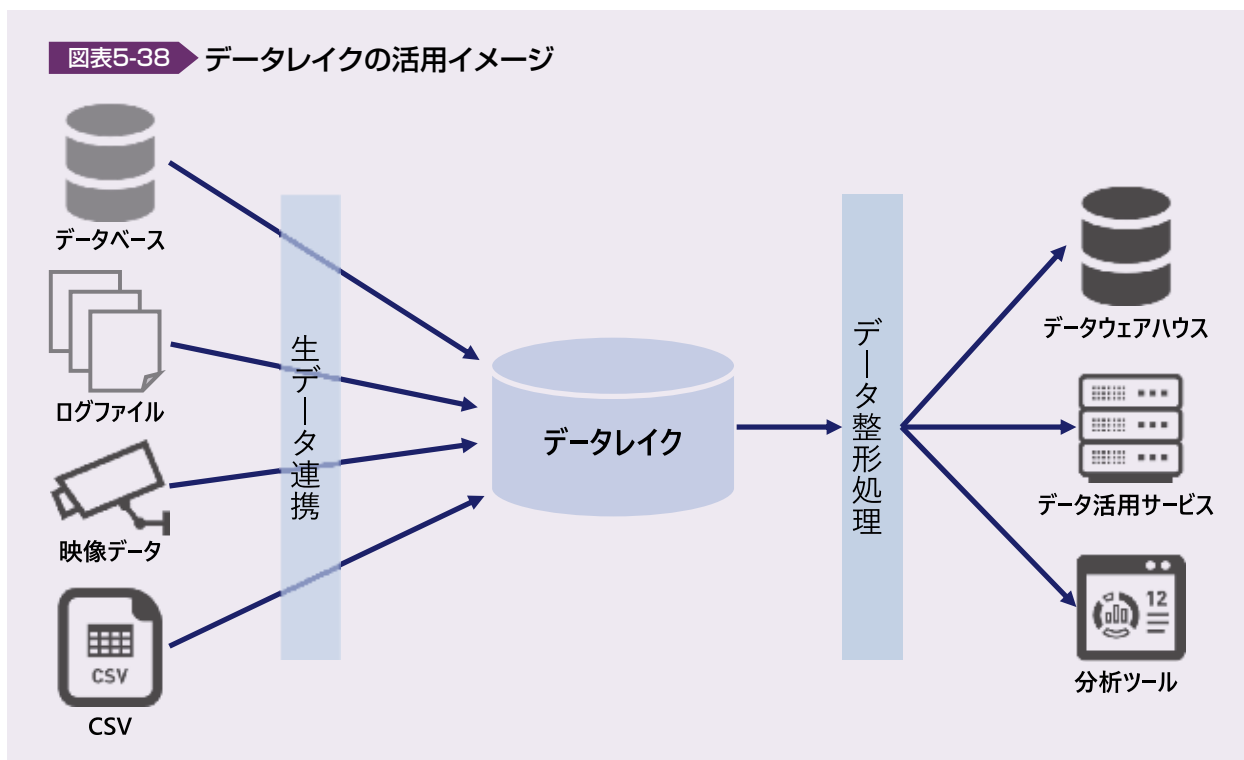 図表5-38 データレイクの活用イメージ
データベース
ログファイル
映像データ
CSV
CSV
生データ連携
データレイク
データ整形処理
データウェアハウス
データ活用サービス
12
分析ツール